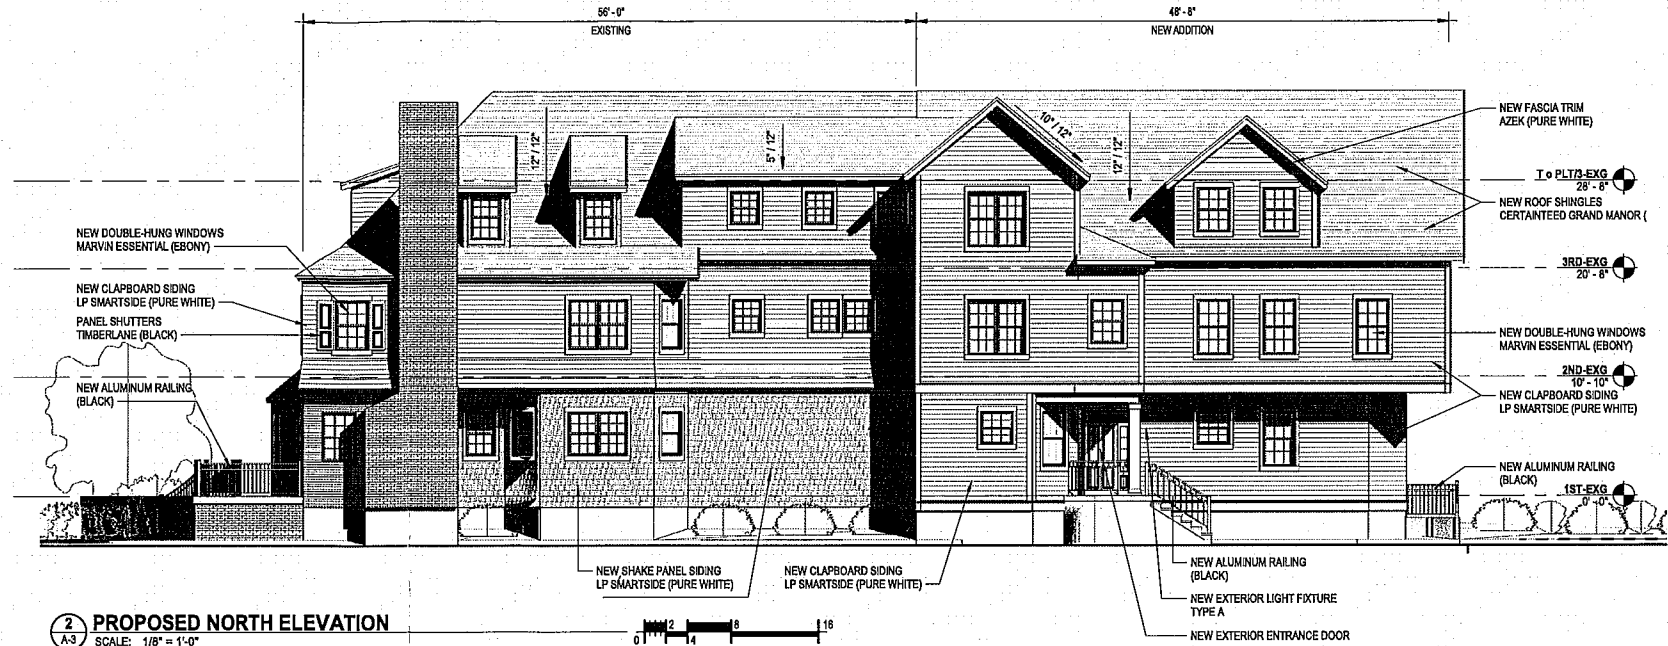 56' - 0"
EXISTING
48' - 8"
NEW ADDITION
12" / 12"
5" / 12"
10" / 12"
12" / 12"
NEW FASCIA TRIM
AZEK (PURE WHITE)
T o PLT/3-EXG
28' - 8"
NEW ROOF SHINGLES
CERTAINTEED GRAND MANOR (
NEW DOUBLE-HUNG WINDOWS
MARVIN ESSENTIAL (EBONY)
3RD-EXG
20' - 8"
NEW CLAPBOARD SIDING
LP SMARTSIDE (PURE WHITE)
PANEL SHUTTERS
TIMBERLANE (BLACK)
NEW DOUBLE-HUNG WINDOWS
MARVIN ESSENTIAL (EBONY)
2ND-EXG
10' - 10"
NEW ALUMINUM RAILING
(BLACK)
NEW CLAPBOARD SIDING
LP SMARTSIDE (PURE WHITE)
NEW ALUMINUM RAILING
(BLACK)
1ST-EXG
0' - 0"
NEW SHAKE PANEL SIDING
LP SMARTSIDE (PURE WHITE)
NEW CLAPBOARD SIDING
LP SMARTSIDE (PURE WHITE)
NEW ALUMINUM RAILING
(BLACK)
NEW EXTERIOR LIGHT FIXTURE
TYPE A
NEW EXTERIOR ENTRANCE DOOR
2
A-3
PROPOSED NORTH ELEVATION
SCALE: 1/8" = 1'-0"
0 2 4 8 16